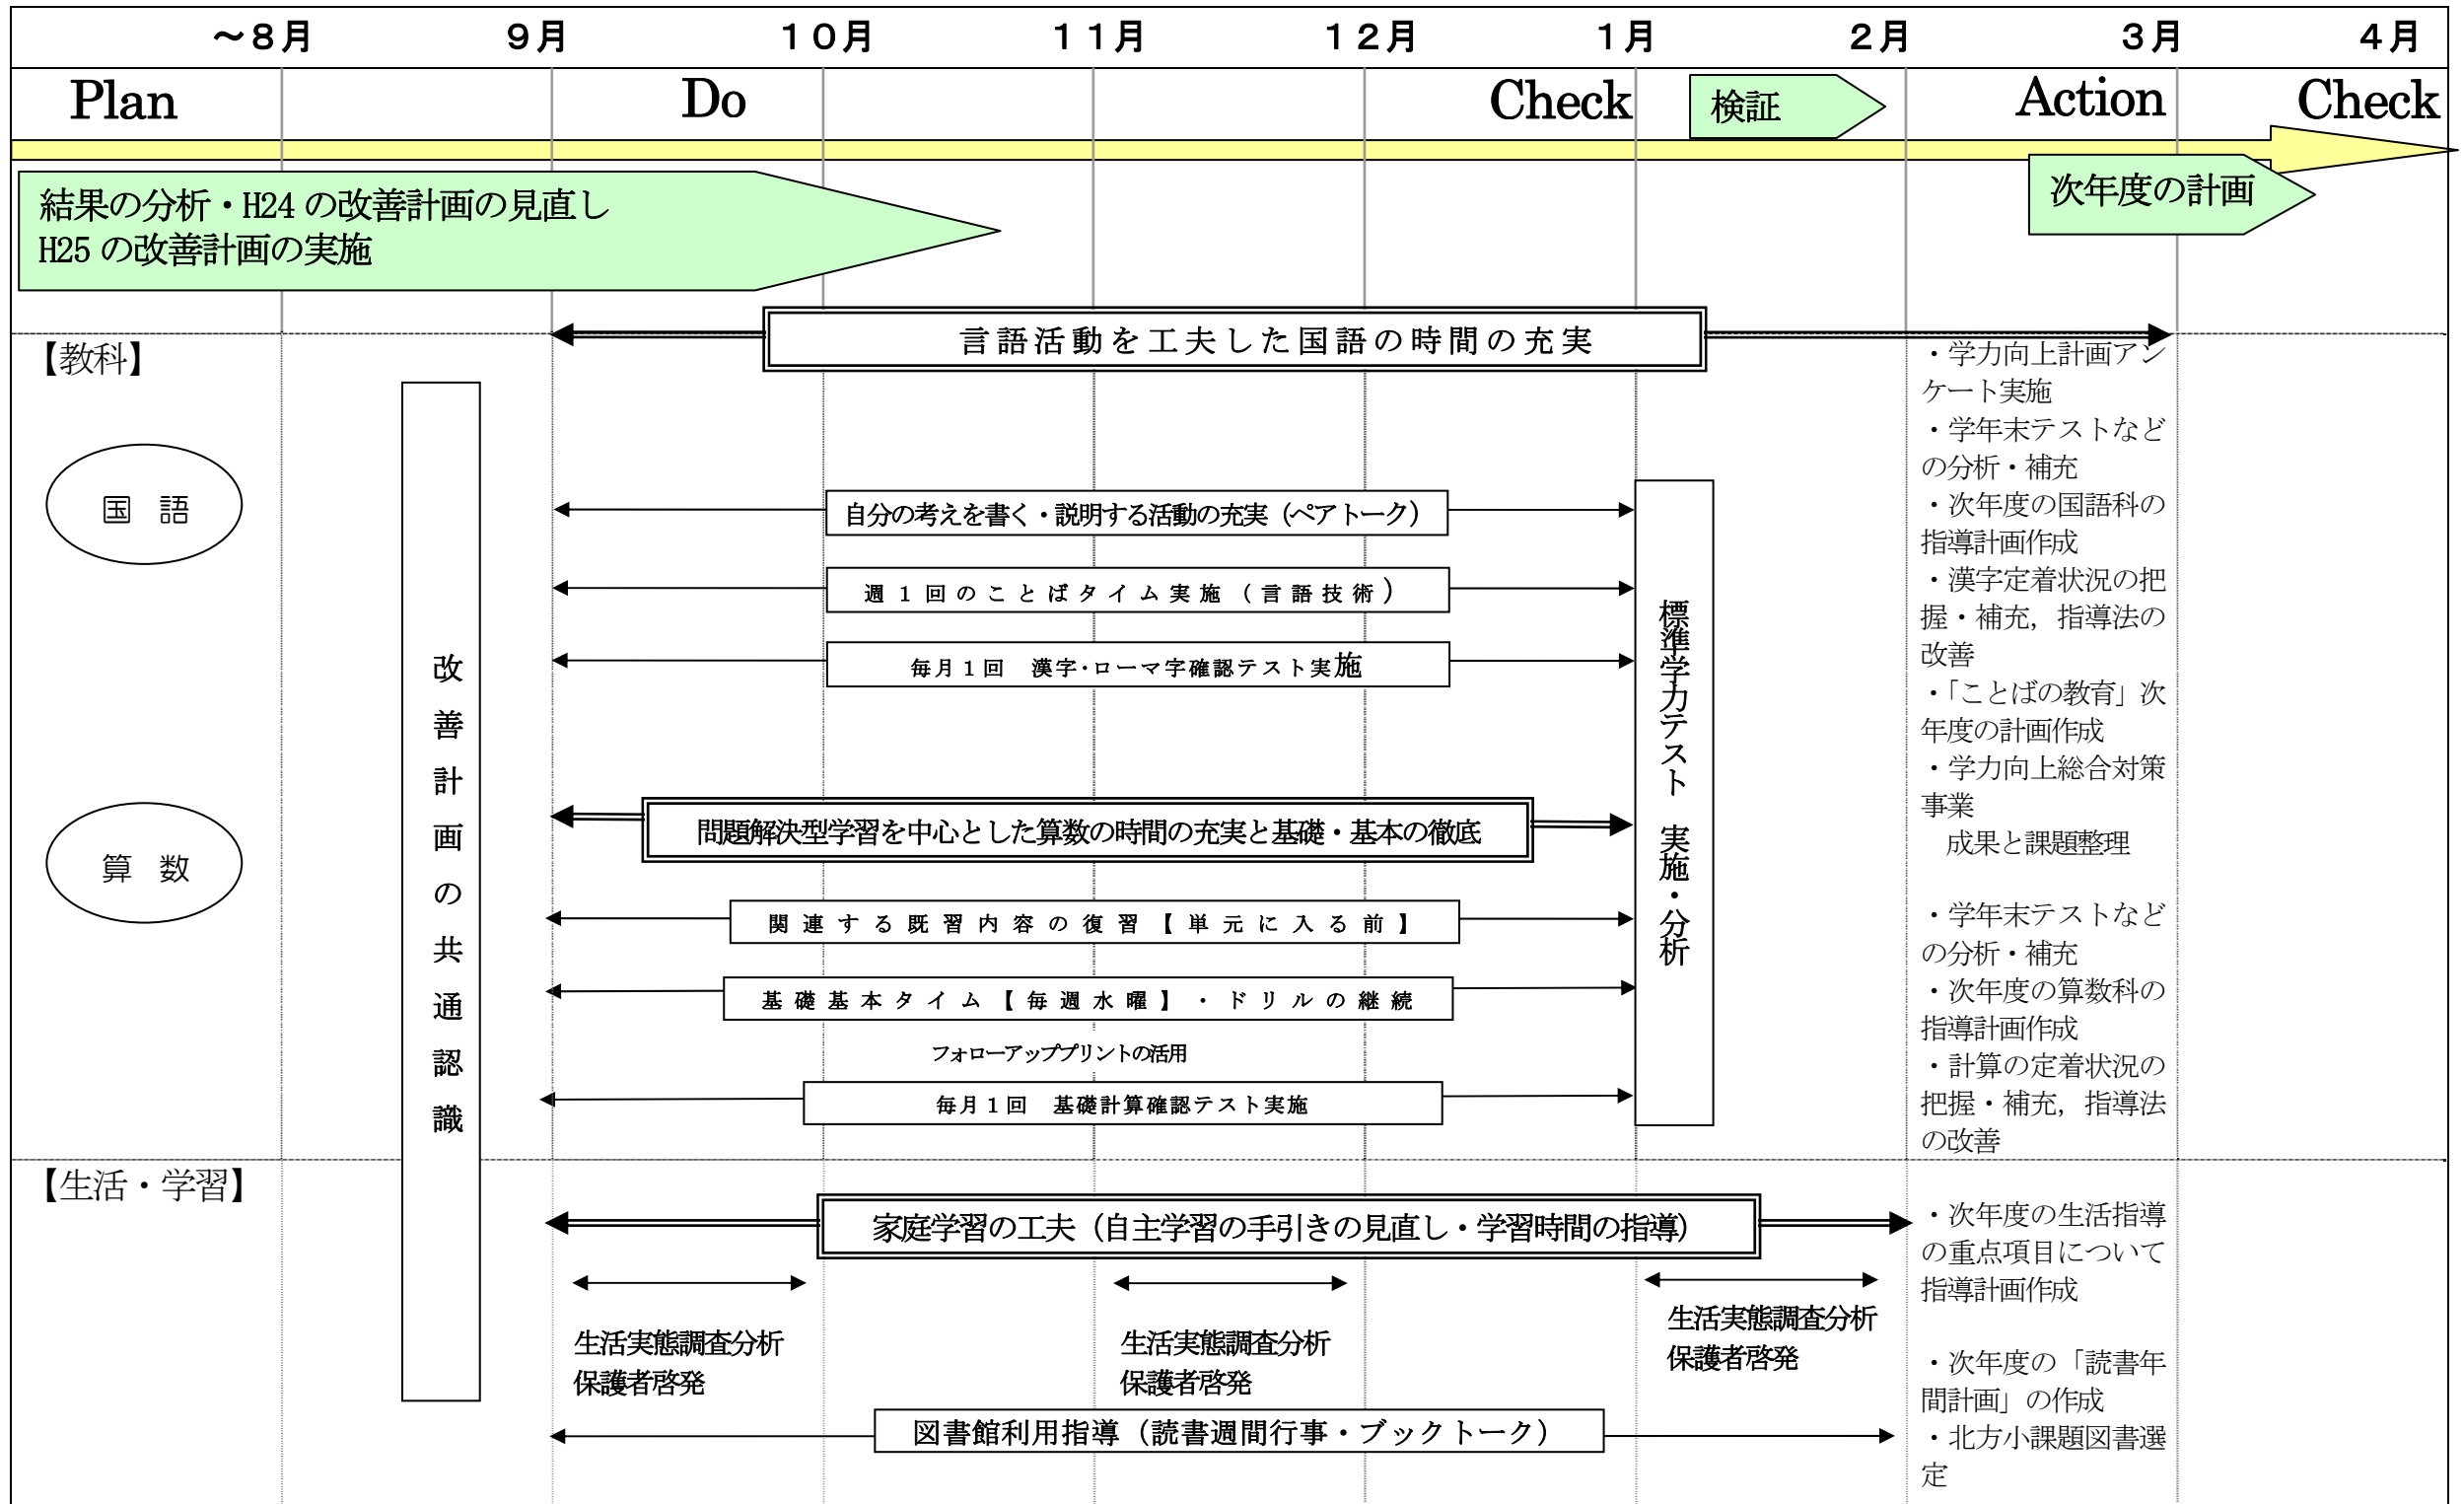 ～８月　９月　１０月　１１月　１２月　１月　２月　３月　４月
Plan　Do　Check　検証　Action　Check
結果の分析・H24 の改善計画の見直し
H25 の改善計画の実施
次年度の計画
言語活動を工夫した国語の時間の充実
【教科】
国　語
自分の考えを書く・説明する活動の充実（ペアトーク）
週１回のことばタイム実施（言語技術）
毎月１回　漢字・ローマ字確認テスト実施
改善計画の共通認識
標準学力テスト　実施・分析
算　数
問題解決型学習を中心とした算数の時間の充実と基礎・基本の徹底
関連する既習内容の復習【単元に入る前】
基礎基本タイム【毎週水曜】・ドリルの継続
フォローアッププリントの活用
毎月１回　基礎計算確認テスト実施
・学力向上計画アン
ケート実施
・学年末テストなど
の分析・補充
・次年度の国語科の
指導計画作成
・漢字定着状況の把
握・補充，指導法の
改善
・「ことばの教育」次
年度の計画作成
・学力向上総合対策
事業
　成果と課題整理
・学年末テストなど
の分析・補充
・次年度の算数科の
指導計画作成
・計算の定着状況の
把握・補充，指導法
の改善
【生活・学習】
家庭学習の工夫（自主学習の手引きの見直し・学習時間の指導）
生活実態調査分析
保護者啓発
生活実態調査分析
保護者啓発
生活実態調査分析
保護者啓発
図書館利用指導（読書週間行事・ブックトーク）
・次年度の生活指導
の重点項目について
指導計画作成
・次年度の「読書年
間計画」の作成
・北方小課題図書選
定